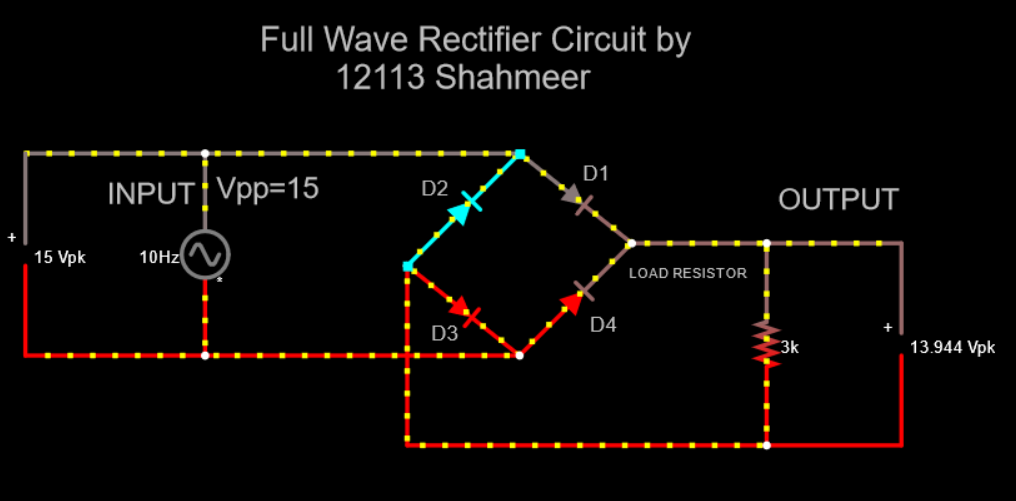 Full Wave Rectifier Circuit by
12113 Shahmeer
D1
D2
INPUT
Vpp=15
OUTPUT
+
15 Vpk
10Hz
*
LOAD RESISTOR
D3
D4
+
3k
13.944 Vpk